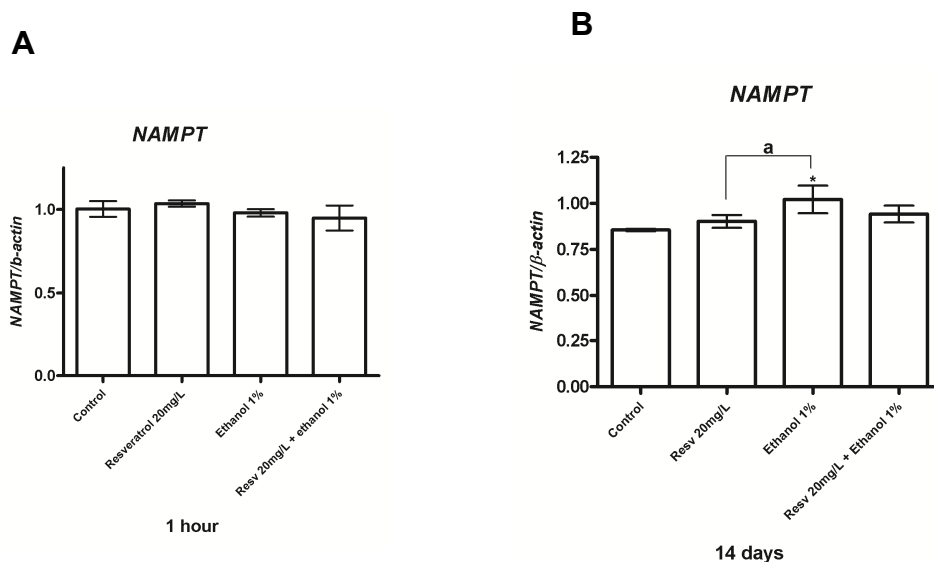 A
NAMPT
NAMPT/b-actin
1.0
0.5
0.0
Control
Resveratrol 20mg/L
Ethanol 1%
Resv 20mg/L + ethanol 1%
1 hour
B
NAMPT
NAMPT/β-actin
1.25
1.00
0.75
0.50
0.25
0.00
a
*
Control
Resv 20mg/L
Ethanol 1%
Resv 20mg/L + Ethanol 1%
14 days